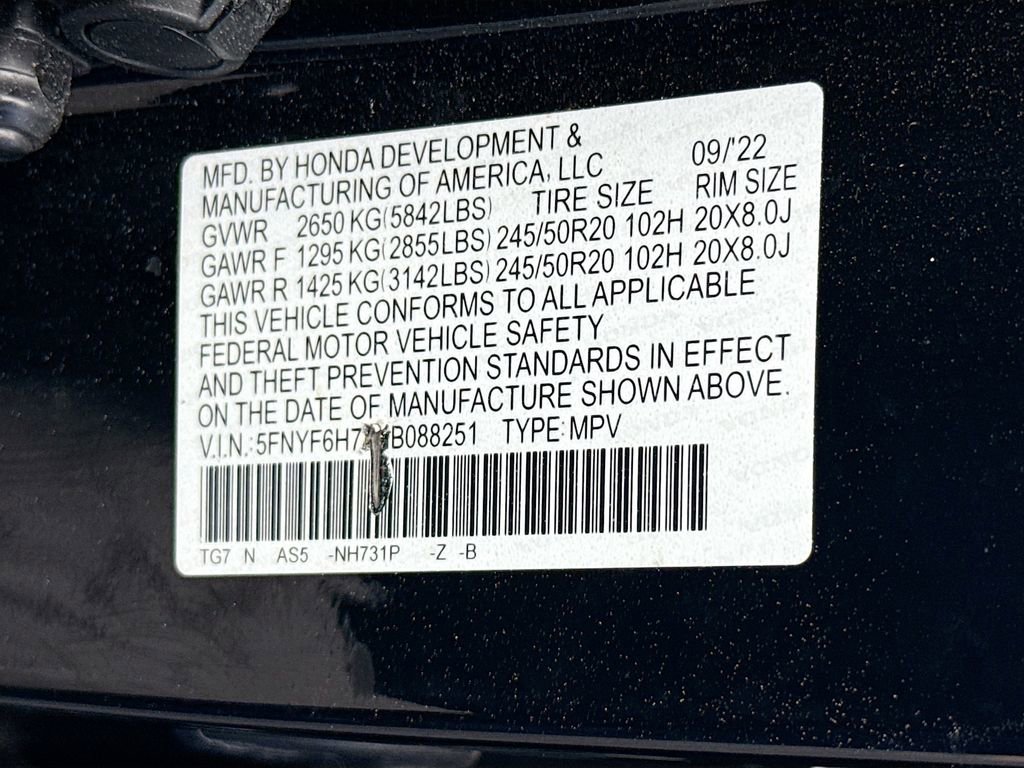 MFD. BY HONDA DEVELOPMENT &
MANUFACTURING OF AMERICA, LLC 09/'22
GVWR 2650 KG(5842LBS) TIRE SIZE RIM SIZE
GAWR F 1295 KG(2855LBS) 245/50R20 102H 20X8.0J
GAWR R 1425 KG(3142LBS) 245/50R20 102H 20X8.0J
THIS VEHICLE CONFORMS TO ALL APPLICABLE
FEDERAL MOTOR VEHICLE SAFETY
AND THEFT PREVENTION STANDARDS IN EFFECT
ON THE DATE OF MANUFACTURE SHOWN ABOVE.
V.I.N.:5FNYF6H7 B088251 TYPE:MPV
TG7 N AS5 -NH731P -Z -B